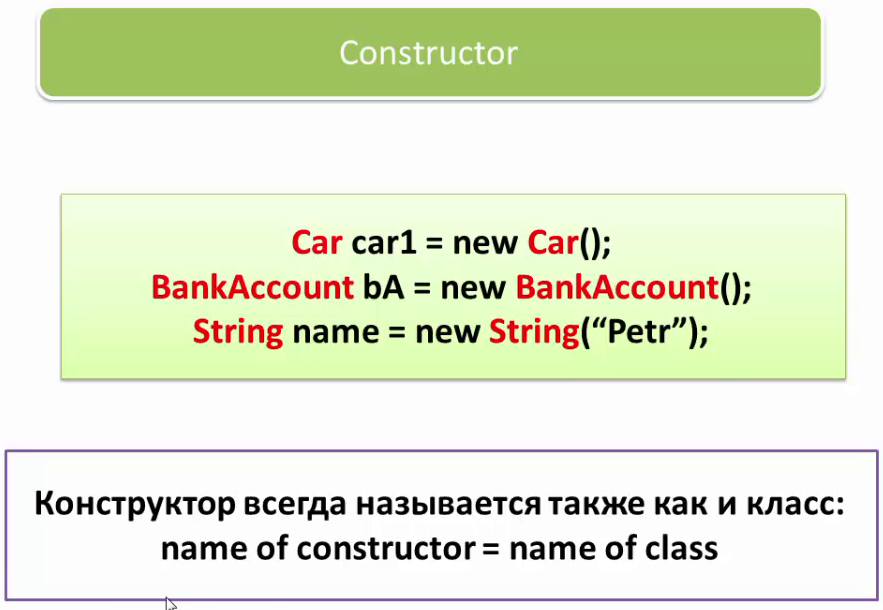 Constructor
Car car1 = new Car();
BankAccount bA = new BankAccount();
String name = new String(“Petr”);
Конструктор всегда называется также как и класс:
name of constructor = name of class